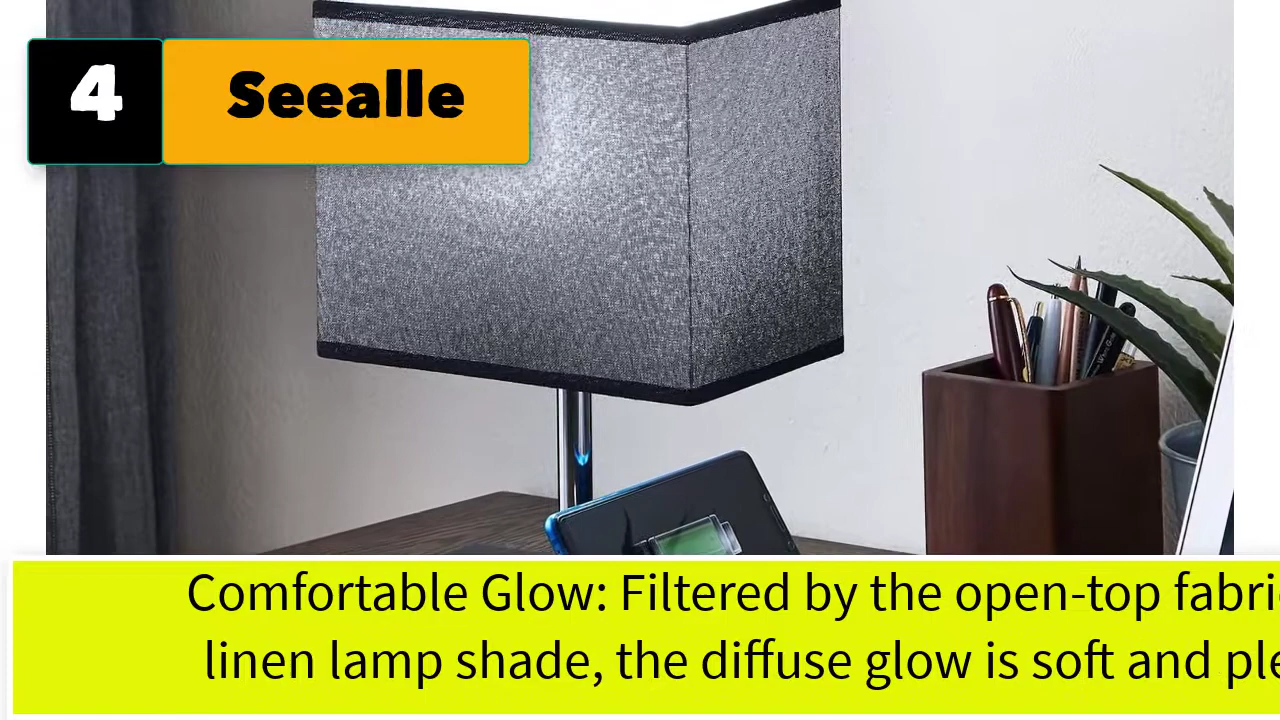 4
Seealle
Comfortable Glow: Filtered by the open-top
linen lamp shade, the diffuse glow is soft and